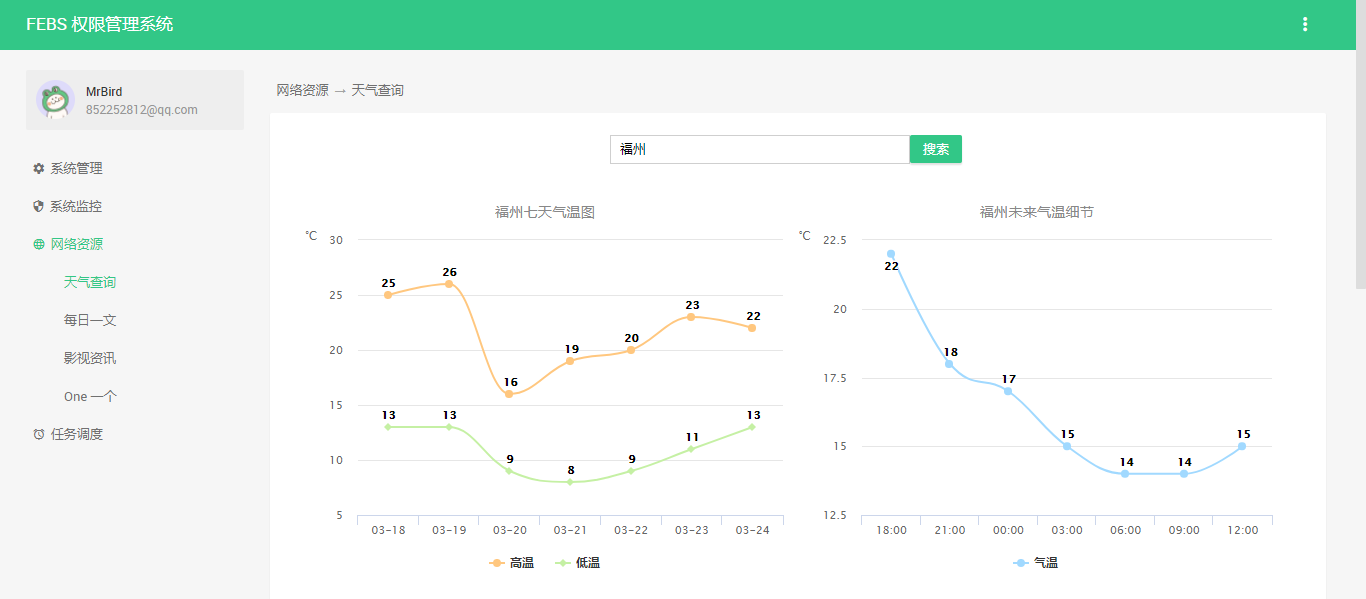 FEBS 权限管理系统
MrBird
852252812@qq.com
系统管理
系统监控
网络资源
天气查询
每日一文
影视资讯
One 一个
任务调度
网络资源 → 天气查询
福州 搜索
福州七天气温图
℃
30
25
20
15
10
5
25 26 16 19 20 23 22
13 13 9 8 9 11 13
03-18 03-19 03-20 03-21 03-22 03-23 03-24
高温 低温
福州未来气温细节
℃
22.5
20
17.5
15
12.5
22 18 17 15 14 14 15
18:00 21:00 00:00 03:00 06:00 09:00 12:00
气温